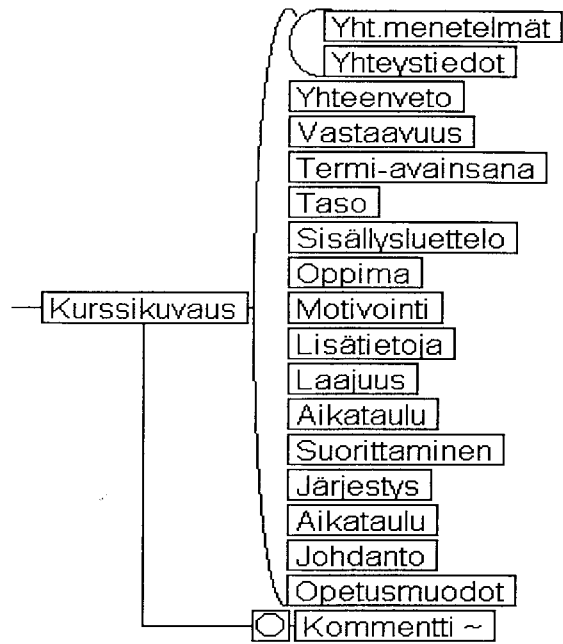 Yht.menetelmät
Yhteystiedot
Yhteenveto
Vastaavuus
Termi-avainsana
Taso
Sisällysluettelo
Oppima
Kurssikuvaus
Motivointi
Lisätietoja
Laajuus
Aikataulu
Suorittaminen
Järjestys
Aikataulu
Johdanto
Opetusmuodot
Kommentti ~